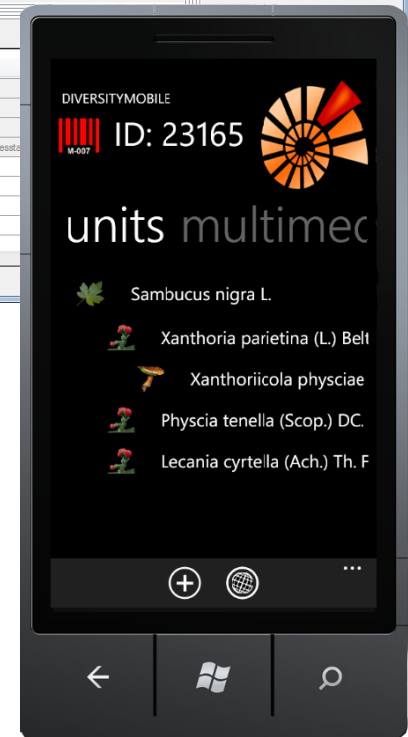 DIVERSITYMOBILE
M-007
ID: 23165
units multimed
Sambucus nigra L.
Xanthoria parietina (L.) Belt
Xanthoriicola physciae
Physcia tenella (Scop.) DC.
Lecania cyrtella (Ach.) Th. F